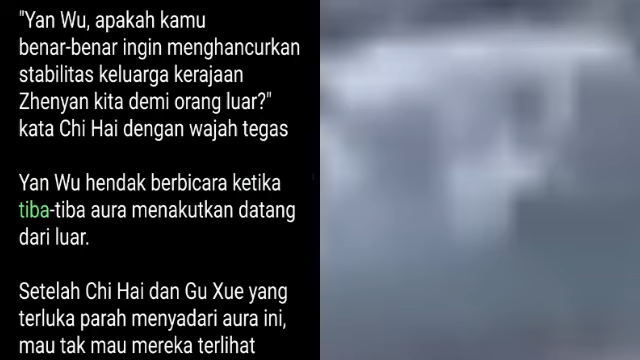 "Yan Wu, apakah kamu
benar-benar ingin menghancurkan
stabilitas keluarga kerajaan
Zhenyan kita demi orang luar?"
kata Chi Hai dengan wajah tegas
Yan Wu hendak berbicara ketika
tiba-tiba aura menakutkan datang
dari luar.
Setelah Chi Hai dan Gu Xue yang
terluka parah menyadari aura ini,
mau tak mau mereka terlihat